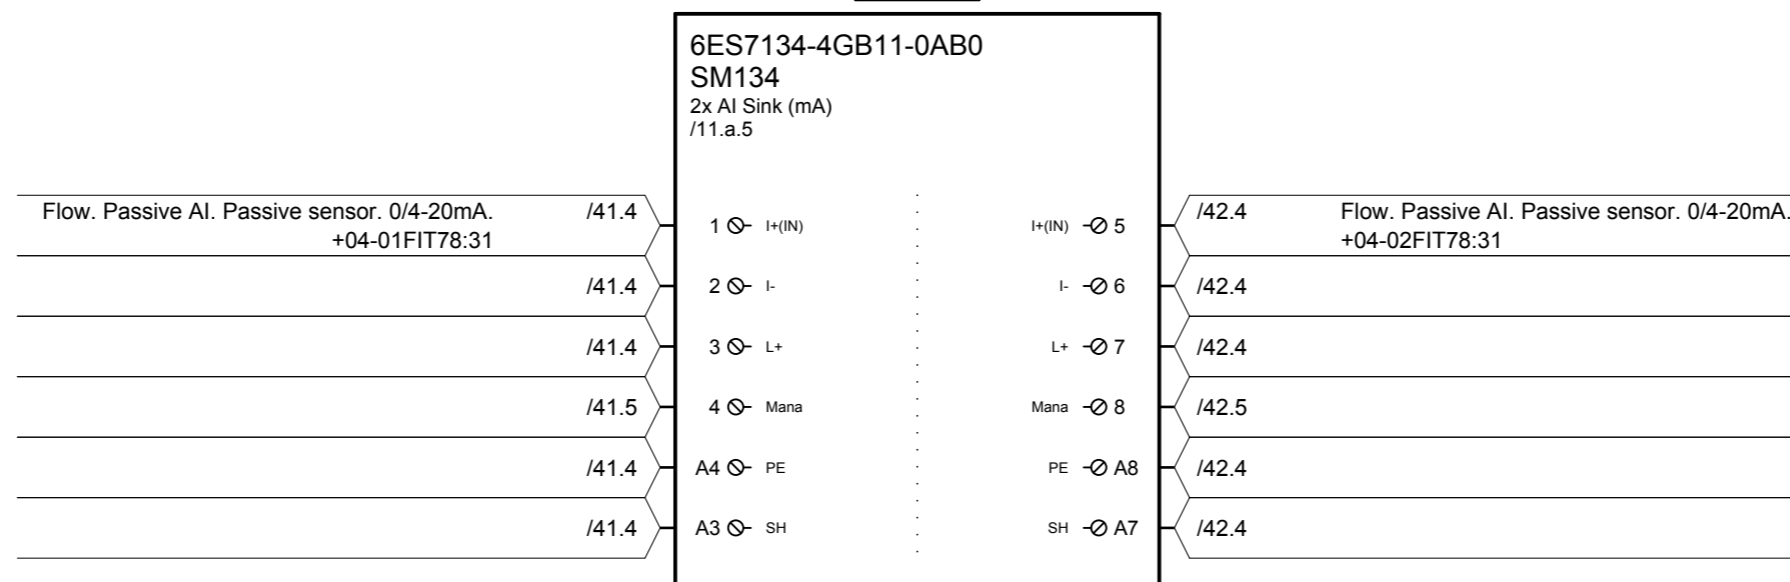 6ES7134-4GB11-0AB0
SM134
2x AI Sink (mA)
/11.a.5
Flow. Passive AI. Passive sensor. 0/4-20mA. /41.4 1 I+(IN) I+(IN) 5 /42.4 Flow. Passive AI. Passive sensor. 0/4-20mA.
+04-01FIT78:31 +04-02FIT78:31
/41.4 2 I- I- 6 /42.4
/41.4 3 L+ L+ 7 /42.4
/41.5 4 Mana Mana 8 /42.5
/41.4 A4 PE PE A8 /42.4
/41.4 A3 SH SH A7 /42.4